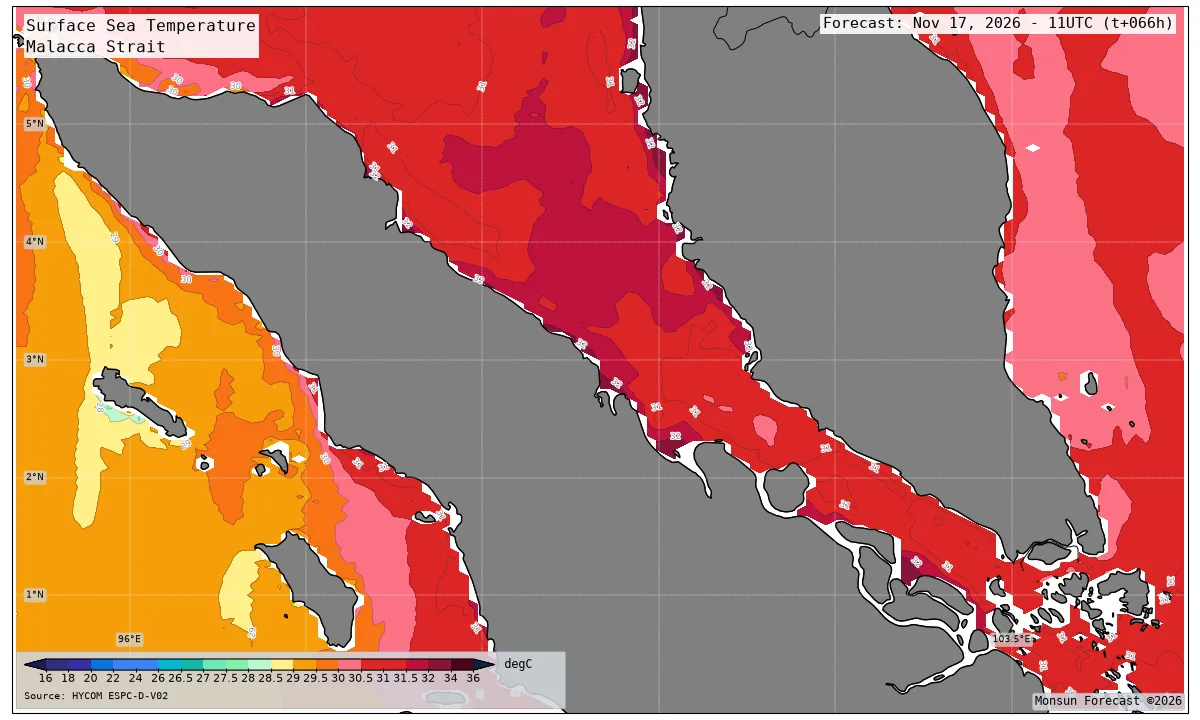 Surface Sea Temperature
Malacca Strait
Forecast: Nov 17, 2026 - 11UTC (t+066h)
5°N
4°N
3°N
2°N
1°N
96°E
103.5°E
degC
16 18 20 22 24 26 26.5 27 27.5 28 28.5 29 29.5 30 30.5 31 31.5 32 34 36
Source: HYCOM ESPC-D-V02
Monsun Forecast ©2026